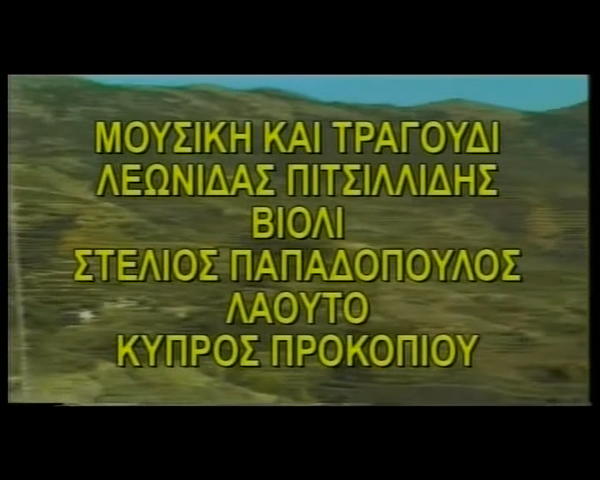 ΜΟΥΣΙΚΗ ΚΑΙ ΤΡΑΓΟΥΔΙ
ΛΕΩΝΙΔΑΣ ΠΙΤΣΙΛΛΙΔΗΣ
ΒΙΟΛΙ
ΣΤΕΛΙΟΣ ΠΑΠΑΔΟΠΟΥΛΟΣ
ΛΑΟΥΤΟ
ΚΥΠΡΟΣ ΠΡΟΚΟΠΙΟΥ